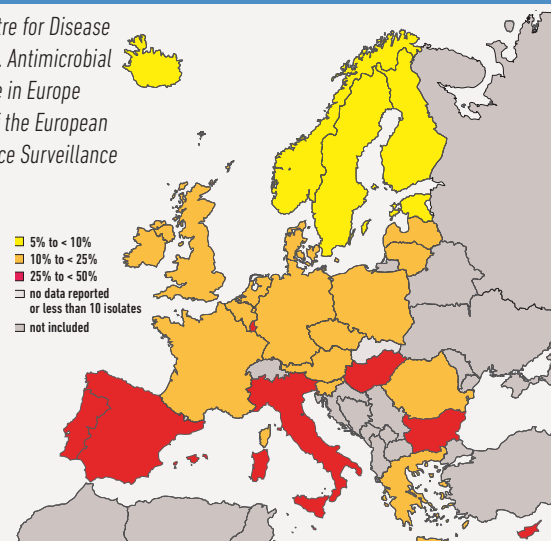 tre for Disease
. Antimicrobial
e in Europe
f the European
ce Surveillance
5% to < 10%
10% to < 25%
25% to < 50%
no data reported
or less than 10 isolates
not included